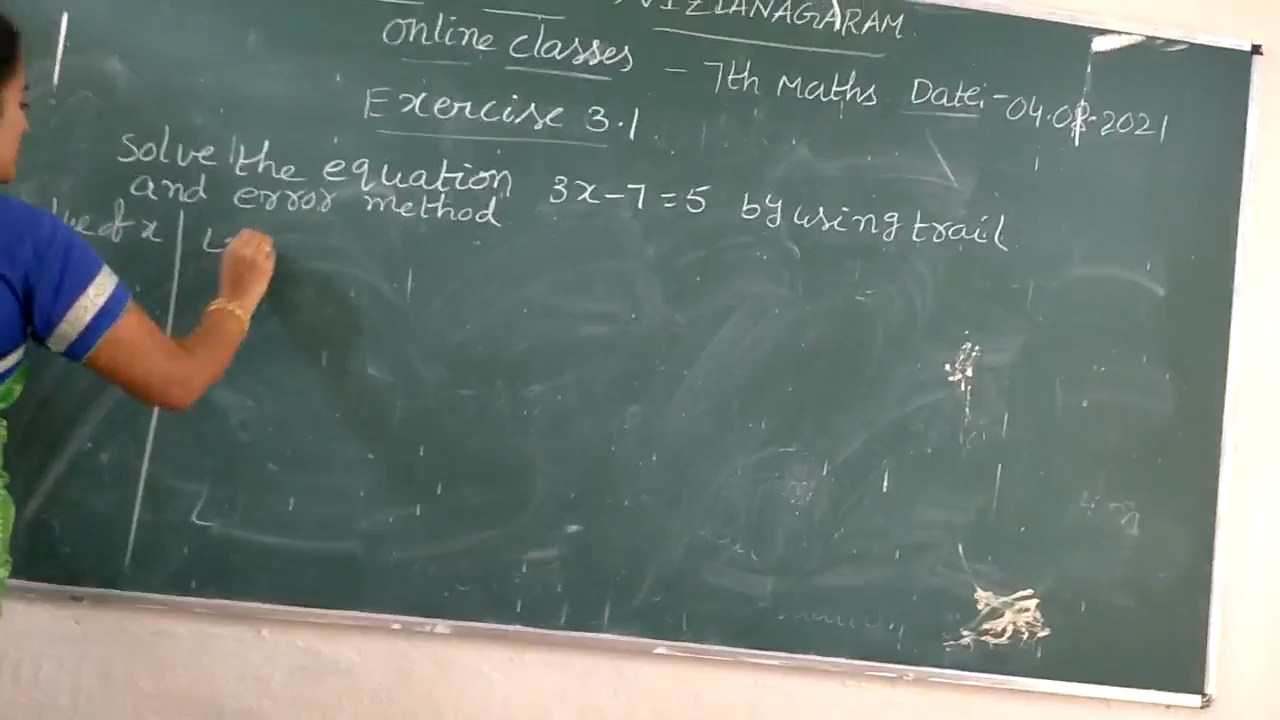 VIZIANAGARAM
online classes - 7th Maths Date:- 04.08.2021
Exercise 3.1
Solve the equation 3x-7=5 by using trail
and error method
of x